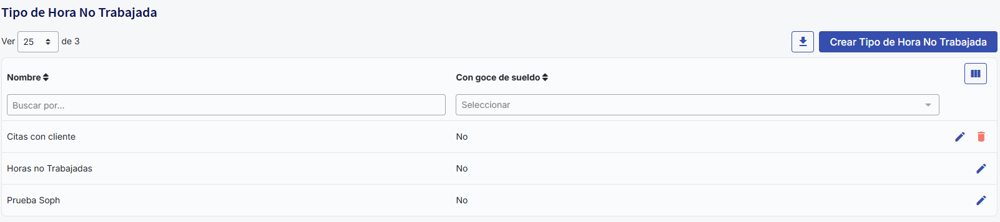 Tipo de Hora No Trabajada
Ver 25 de 3
Crear Tipo de Hora No Trabajada
Nombre Con goce de sueldo
Buscar por... Seleccionar
Citas con cliente No
Horas no Trabajadas No
Prueba Soph No